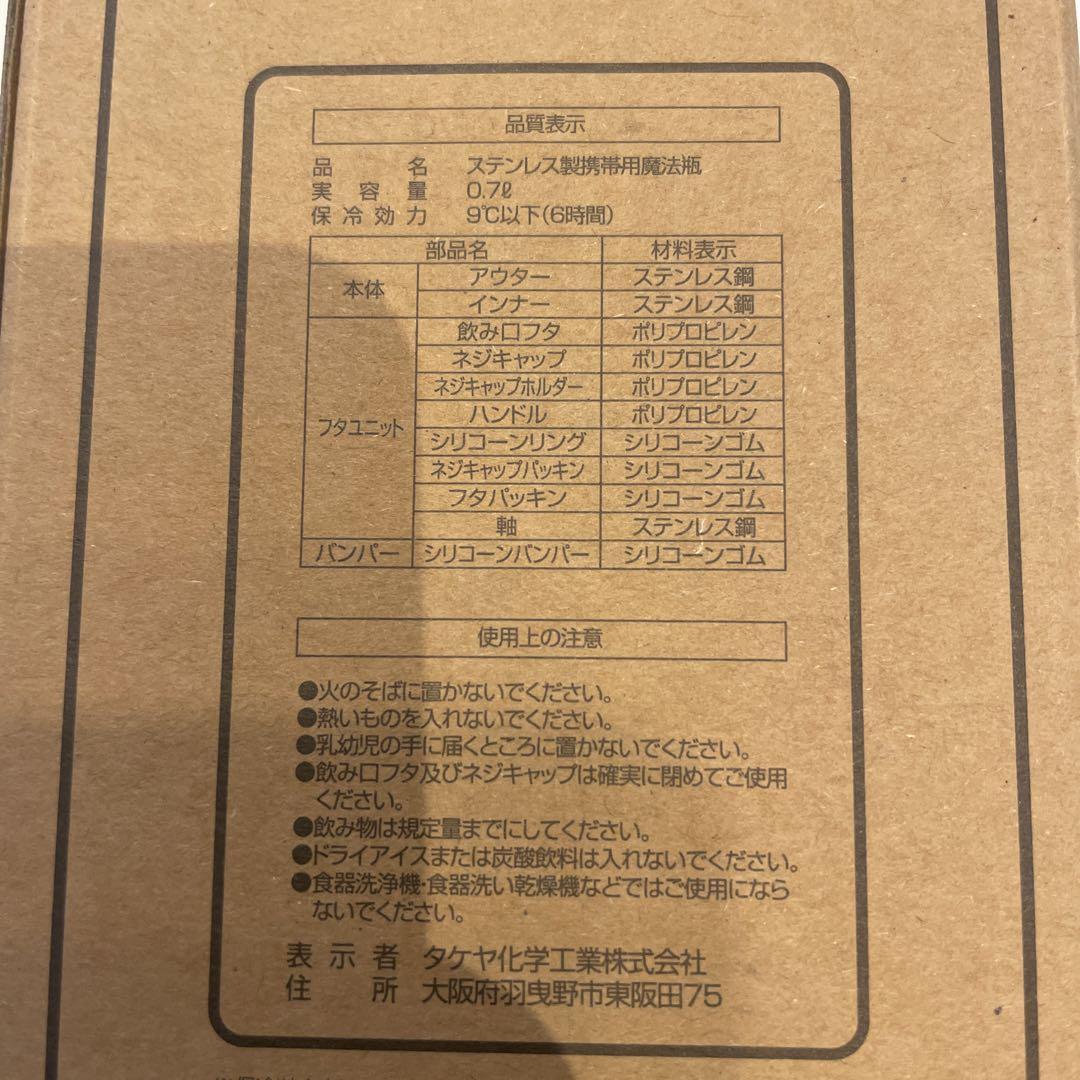 品質表示
品名 ステンレス製携帯用魔法瓶
実容量 0.7ℓ
保冷効力 9℃以下(6時間)
部品名 材料表示
本体 アウター ステンレス鋼
インナー ステンレス鋼
フタユニット 飲み口フタ ポリプロピレン
ネジキャップ ポリプロピレン
ネジキャップホルダー ポリプロピレン
ハンドル ポリプロピレン
シリコーンリング シリコーンゴム
ネジキャップパッキン シリコーンゴム
フタパッキン シリコーンゴム
軸 ステンレス鋼
バンパー シリコーンバンパー シリコーンゴム
使用上の注意
●火のそばに置かないでください。
●熱いものを入れないでください。
●乳幼児の手に届くところに置かないでください。
●飲み口フタ及びネジキャップは確実に閉めてご使用
ください。
●飲み物は規定量までにしてください。
●ドライアイスまたは炭酸飲料は入れないでください。
●食器洗浄機・食器洗い乾燥機などではご使用になら
ないでください。
表示者 タケヤ化学工業株式会社
住所 大阪府羽曳野市東阪田75